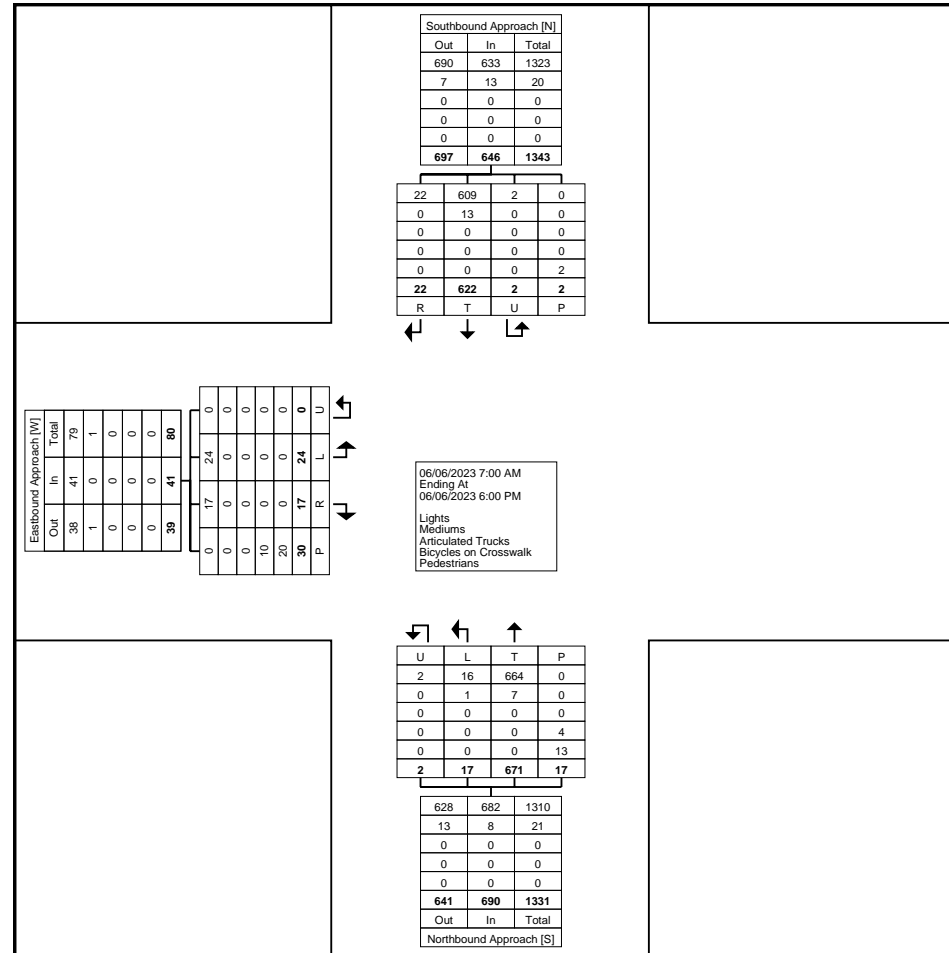 Southbound Approach [N]
Out In Total
690 633 1323
7 13 20
0 0 0
0 0 0
0 0 0
697 646 1343
22 609 2 0
0 13 0 0
0 0 0 0
0 0 0 0
0 0 0 2
22 622 2 2
R T U P
Eastbound Approach [W]
Out In Total
38 41 79
1 0 1
0 0 0
0 0 0
0 0 0
39 41 80
0 17 24 0
0 0 0 0
0 0 0 0
10 0 0 0
20 0 0 0
30 17 24 0
P R L U
06/06/2023 7:00 AM
Ending At
06/06/2023 6:00 PM
Lights
Mediums
Articulated Trucks
Bicycles on Crosswalk
Pedestrians
U L T P
2 16 664 0
0 1 7 0
0 0 0 0
0 0 0 4
0 0 0 13
2 17 671 17
628 682 1310
13 8 21
0 0 0
0 0 0
0 0 0
641 690 1331
Out In Total
Northbound Approach [S]